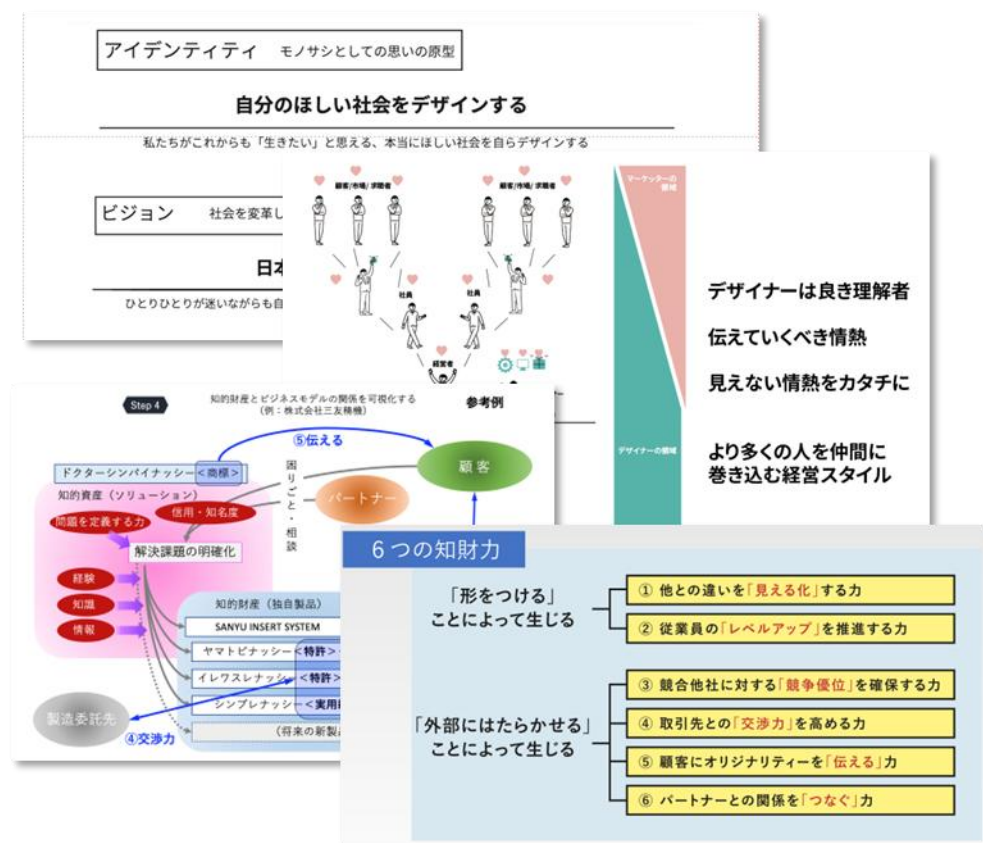 アイデンティティ モノサシとしての思いの原型
自分のほしい社会をデザインする
私たちがこれからも「生きたい」と思える、本当にほしい社会を自らデザインする
ビジョン 社会を変革し
日本
ひとりひとりが迷いながらも自
顧客/市場/求職者
顧客/市場/求職者
社員
社員
経営者
マーケッターの
領域
デザイナーの領域
デザイナーは良き理解者
伝えていくべき情熱
見えない情熱をカタチに
より多くの人を仲間に
巻き込む経営スタイル
Step 4
知的財産とビジネスモデルの関係を可視化する
(例:株式会社三友精機)
参考例
⑤伝える
ドクターシンパイナッシー<商標>
顧客
困りごと・相談
パートナー
知的資産(ソリューション)
信用・知名度
問題を定義する力
解決課題の明確化
経験
知識
情報
知的財産(独自製品)
SANYU INSERT SYSTEM
ヤマトビナッシー<特許>
イレワスレナッシー<特許>
シンプレナッシー<実用
(将来の新製品
製造委託先
④交渉力
6つの知財力
「形をつける」
ことによって生じる
① 他との違いを「見える化」する力
② 従業員の「レベルアップ」を推進する力
「外部にはたらかせる」
ことによって生じる
③ 競合他社に対する「競争優位」を確保する力
④ 取引先との「交渉力」を高める力
⑤ 顧客にオリジナリティーを「伝える」力
⑥ パートナーとの関係を「つなぐ」力